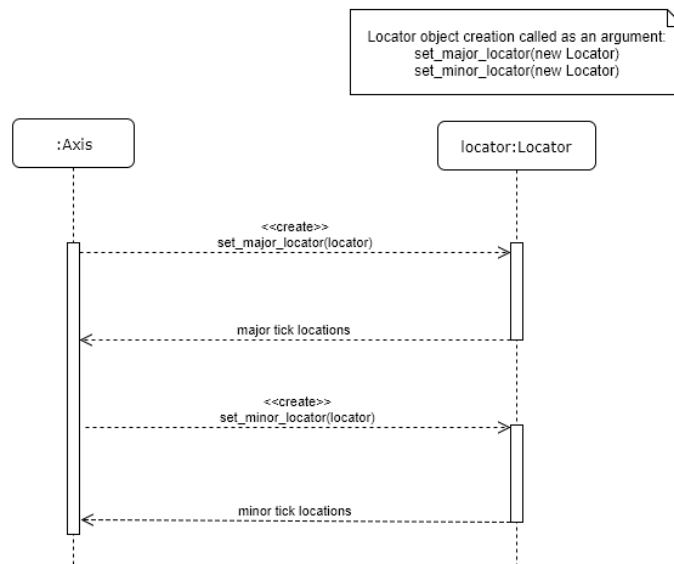 Locator object creation called as an argument:
set_major_locator(new Locator)
set_minor_locator(new Locator)
:Axis
locator:Locator
<<create>>
set_major_locator(locator)
major tick locations
<<create>>
set_minor_locator(locator)
minor tick locations